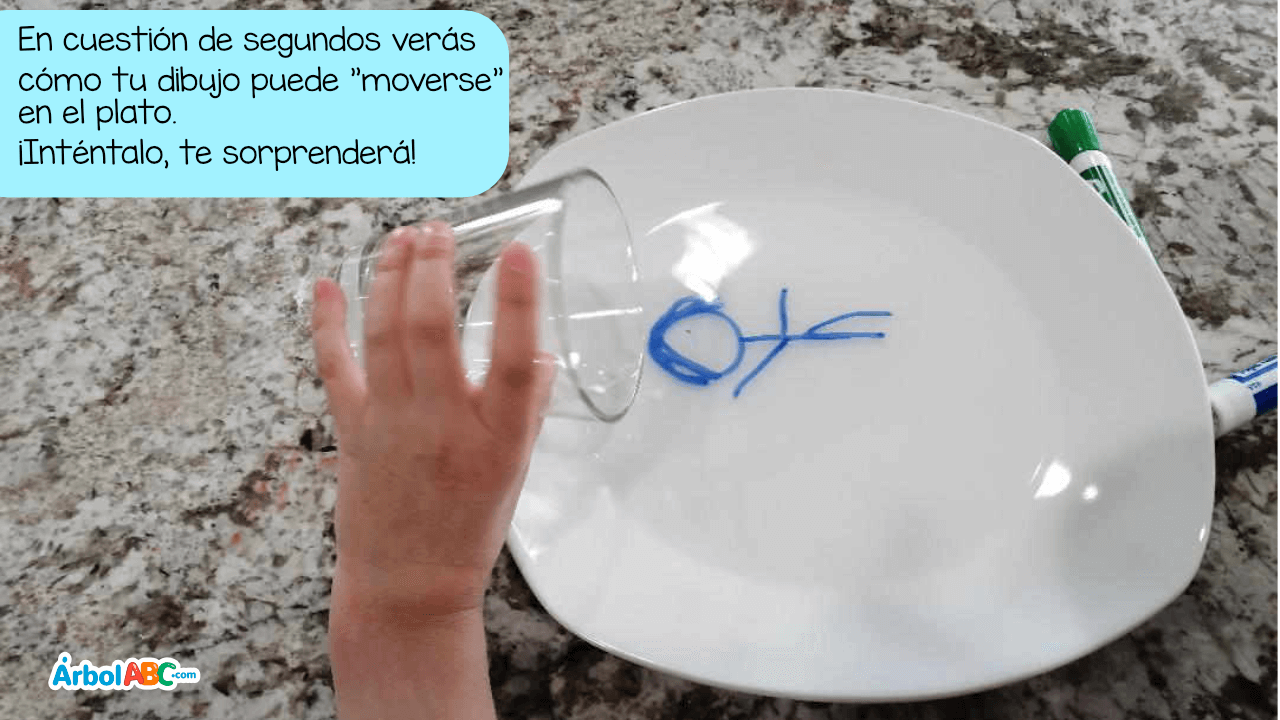 En cuestión de segundos verás
cómo tu dibujo puede "moverse"
en el plato.
¡Inténtalo, te sorprenderá!
ÁrbolABC.com